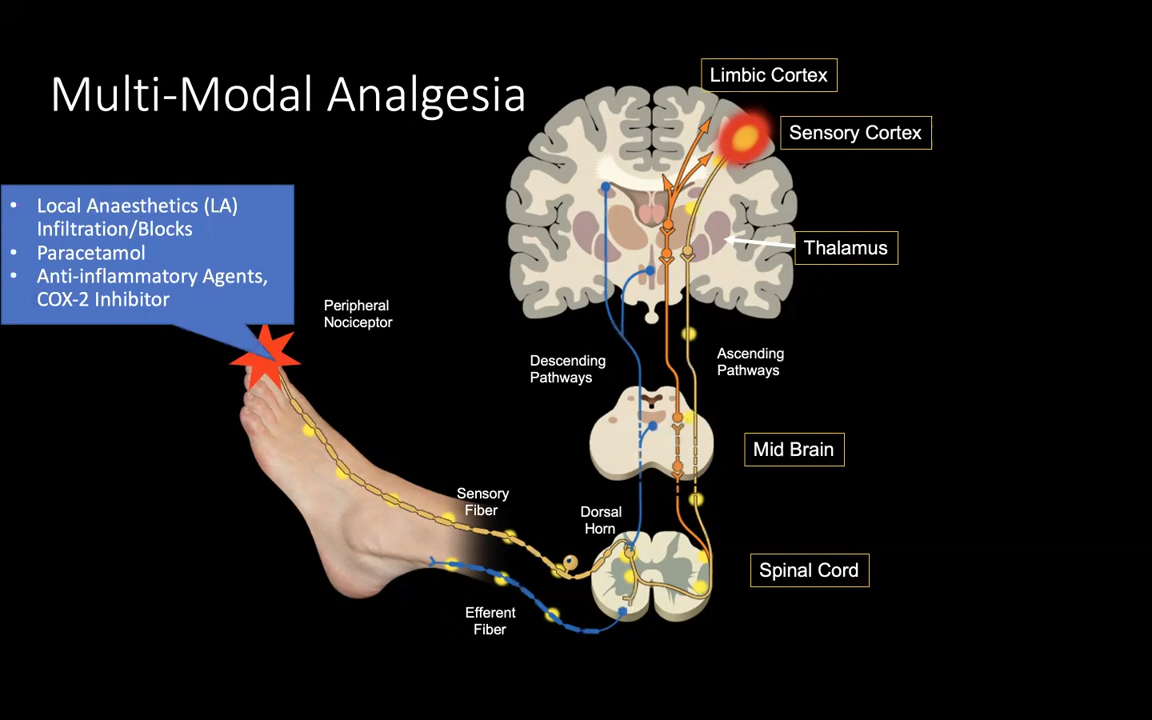 Multi-Modal Analgesia
Limbic Cortex
Sensory Cortex
• Local Anaesthetics (LA)
Infiltration/Blocks
• Paracetamol
• Anti-inflammatory Agents,
COX-2 Inhibitor
Thalamus
Peripheral
Nociceptor
Descending
Pathways
Ascending
Pathways
Mid Brain
Sensory
Fiber
Dorsal
Horn
Spinal Cord
Efferent
Fiber